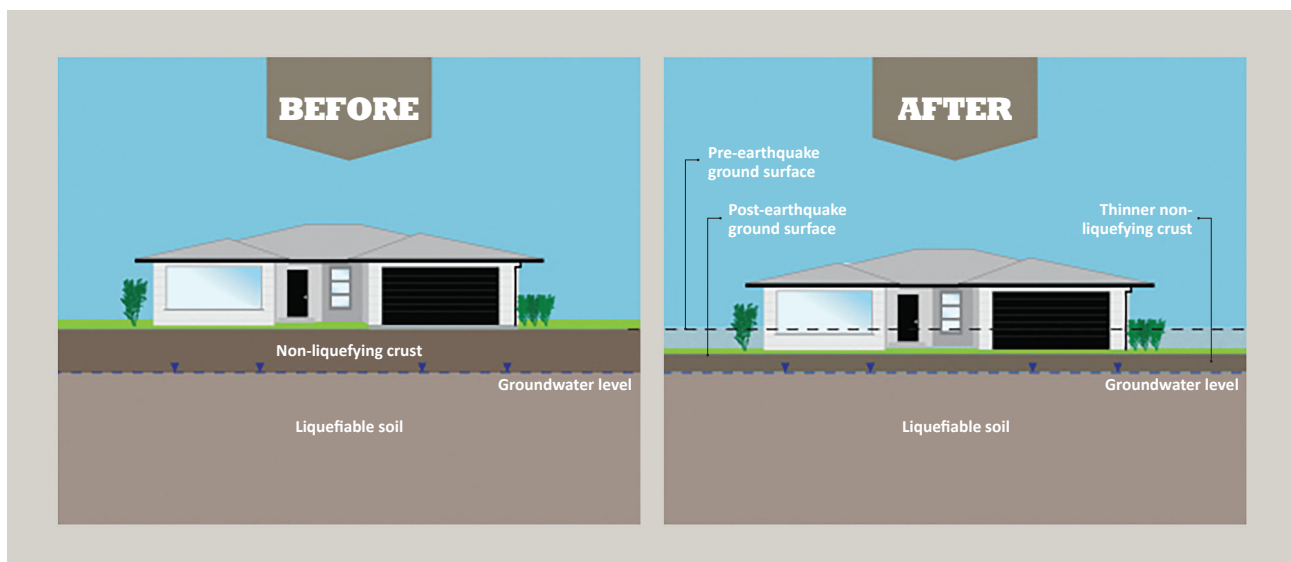 BEFORE
Non-liquefying crust
Groundwater level
Liquefiable soil
AFTER
Pre-earthquake
ground surface
Post-earthquake
ground surface
Thinner non-
liquefying crust
Groundwater level
Liquefiable soil